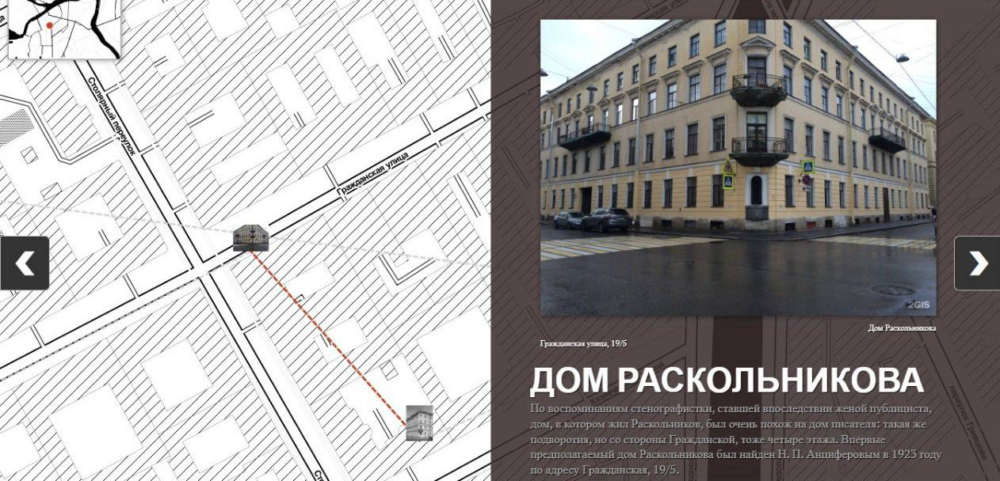 Столярный переулок
Гражданская улица
2GIS
Дом Раскольникова
Гражданская улица, 19/5
ДОМ РАСКОЛЬНИКОВА
По воспоминаниям стенографистки, ставшей впоследствии женой публициста,
дом, в котором жил Раскольников, был очень похож на дом писателя: такая же
подворотня, но со стороны Гражданской, тоже четыре этажа. Впервые
предполагаемый дом Раскольникова был найден Н. П. Анциферовым в 1923 году
по адресу Гражданская, 19/5.
переулок Гривцова